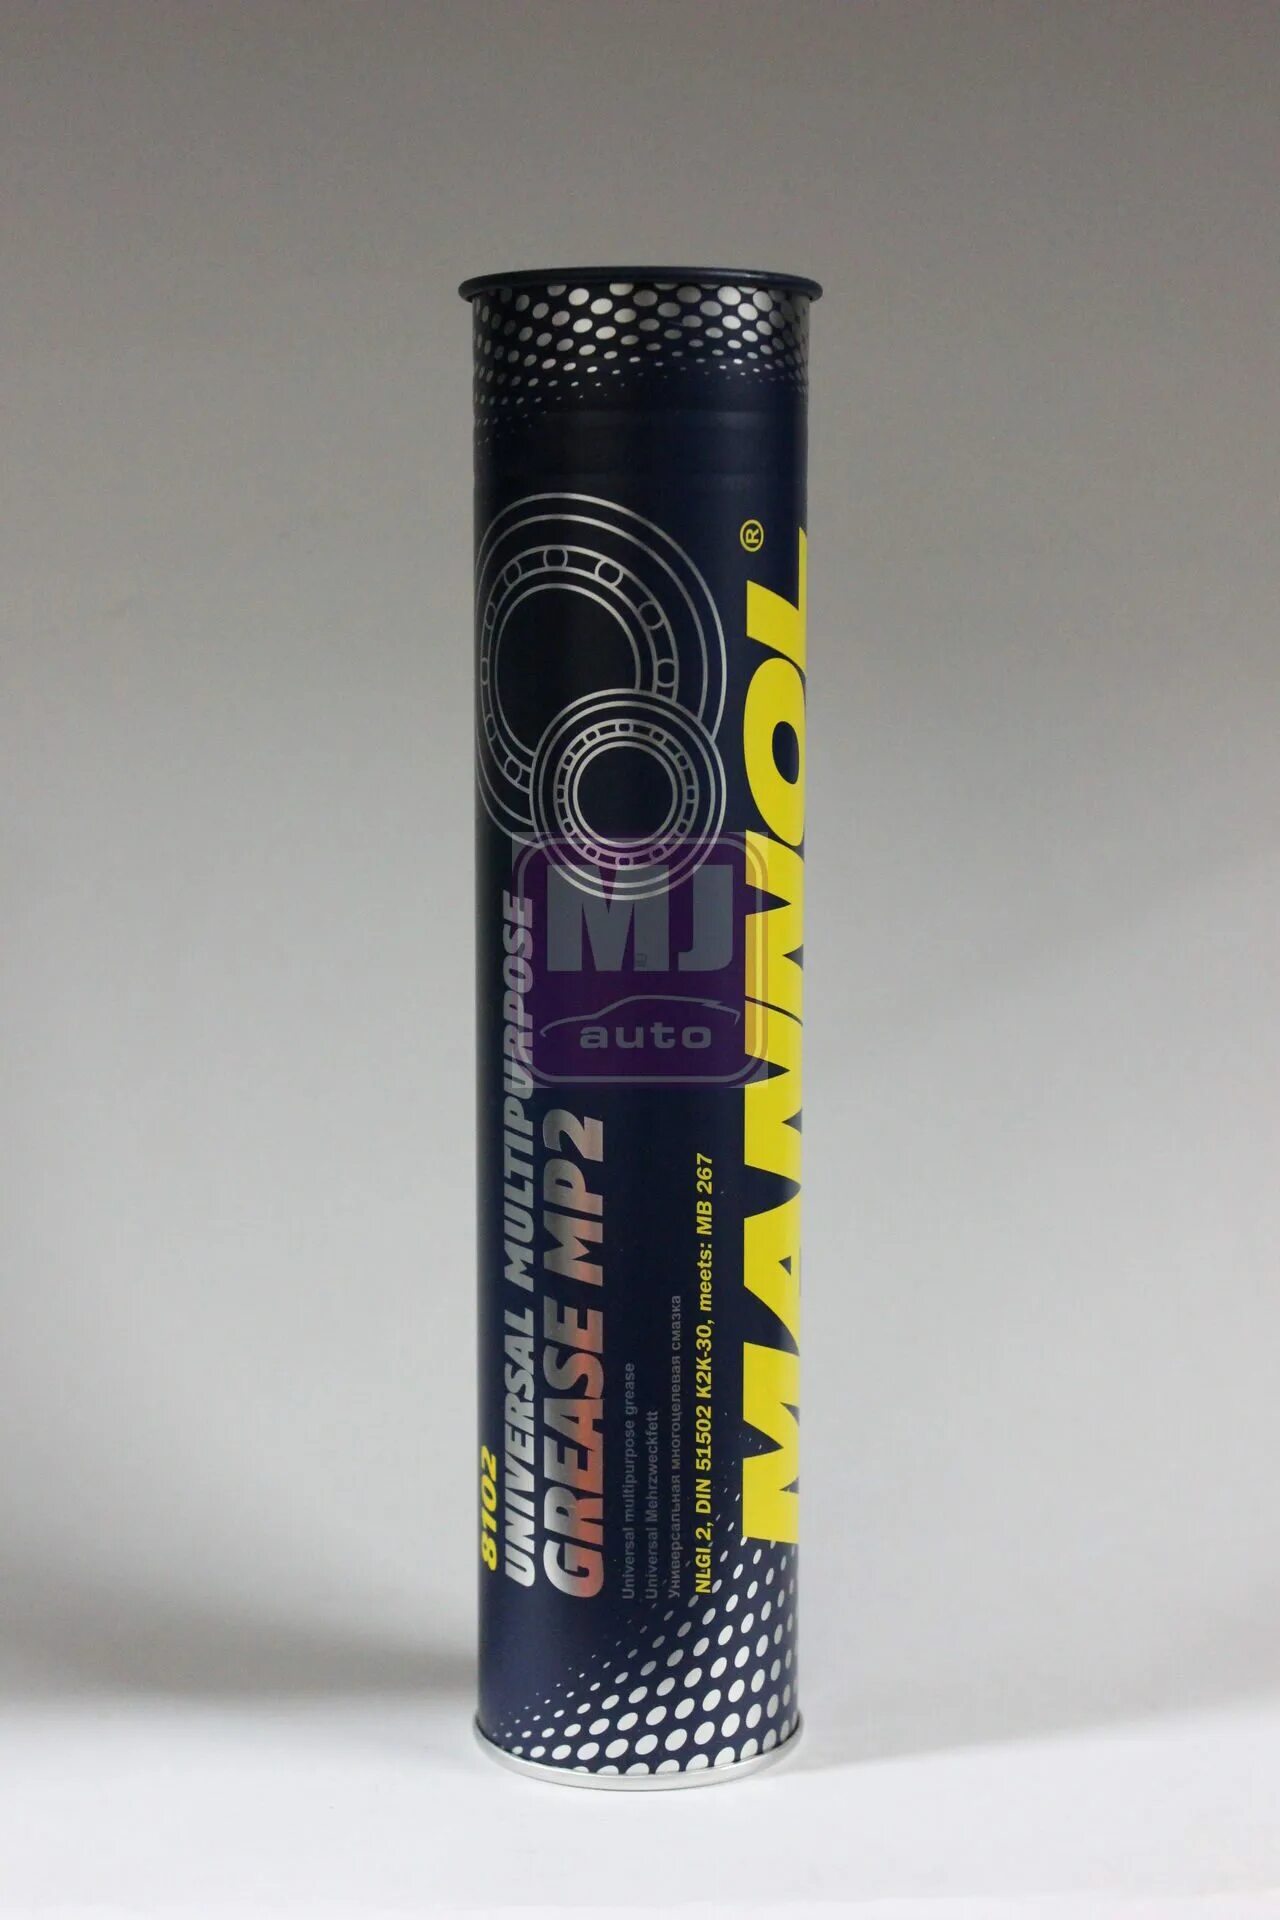 8102
UNIVERSAL MULTIPURPOSE
GREASE MP2
Universal multipurpose grease
Universal Mehrzweckfett
Универсальная многоцелевая смазка
NLGI 2, DIN 51502 K2K-30, meets: MB 267
MANNOL®
MJ
auto